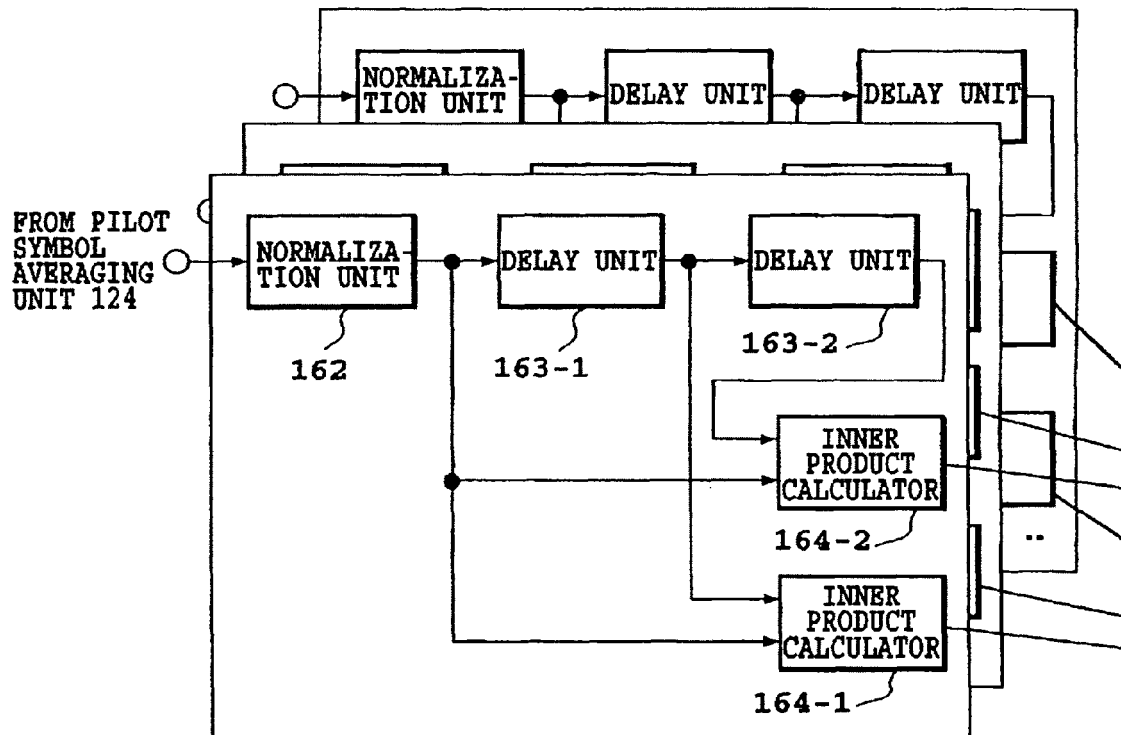 NORMALIZA-
TION UNIT
DELAY UNIT
DELAY UNIT
FROM PILOT
SYMBOL
AVERAGING
UNIT 124
NORMALIZA-
TION UNIT
DELAY UNIT
DELAY UNIT
162
163-1
163-2
INNER
PRODUCT
CALCULATOR
164-2
INNER
PRODUCT
CALCULATOR
164-1